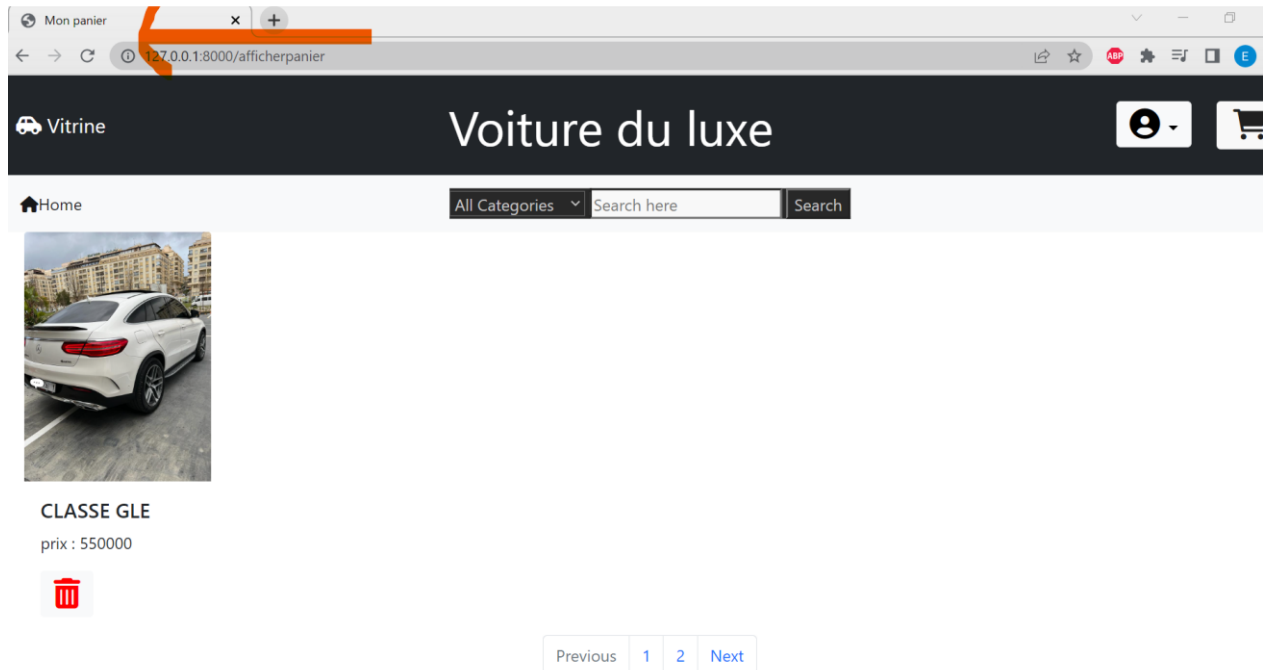 Mon panier
127.0.0.1:8000/afficherpanier
ABP
E
Vitrine
Voiture du luxe
Home
All Categories
Search here
Search
CLASSE GLE
prix : 550000
Previous 1 2 Next